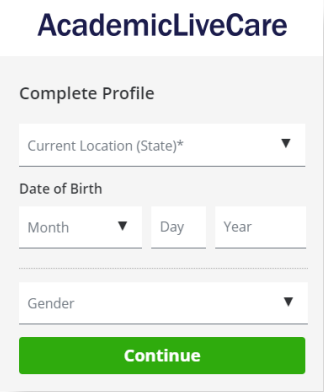 AcademicLiveCare
Complete Profile
Current Location (State)*
Date of Birth
Month Day Year
Gender
Continue